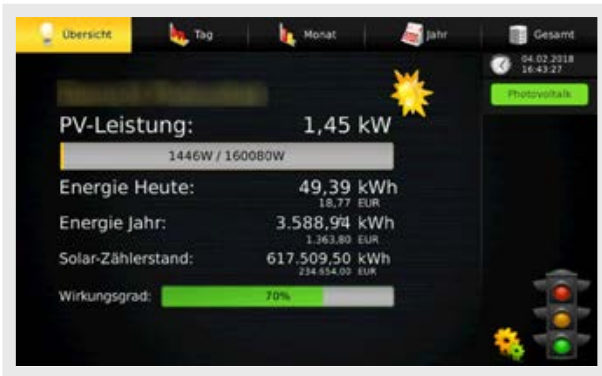 Übersicht
Tag
Monat
Jahr
Gesamt
04.02.2018
16:43:27
Photovoltaik
PV-Leistung: 1,45 kW
1446W / 160080W
Energie Heute: 49,39 kWh
18,77 EUR
Energie Jahr: 3.588,94 kWh
1.363,80 EUR
Solar-Zählerstand: 617.509,50 kWh
234.654,00 EUR
Wirkungsgrad: 70%